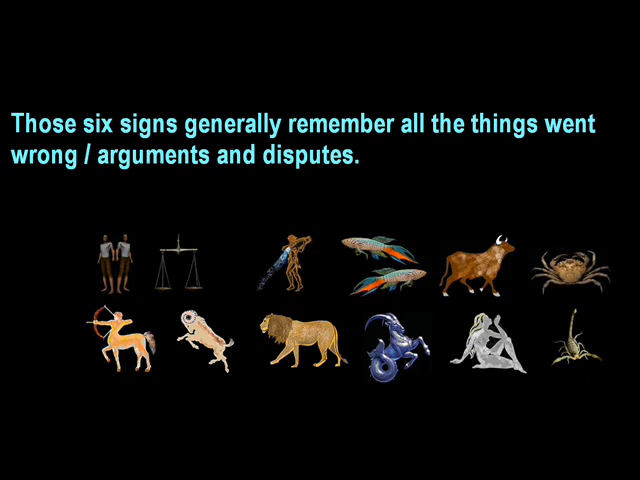 Those six signs generally remember all the things went
wrong / arguments and disputes.